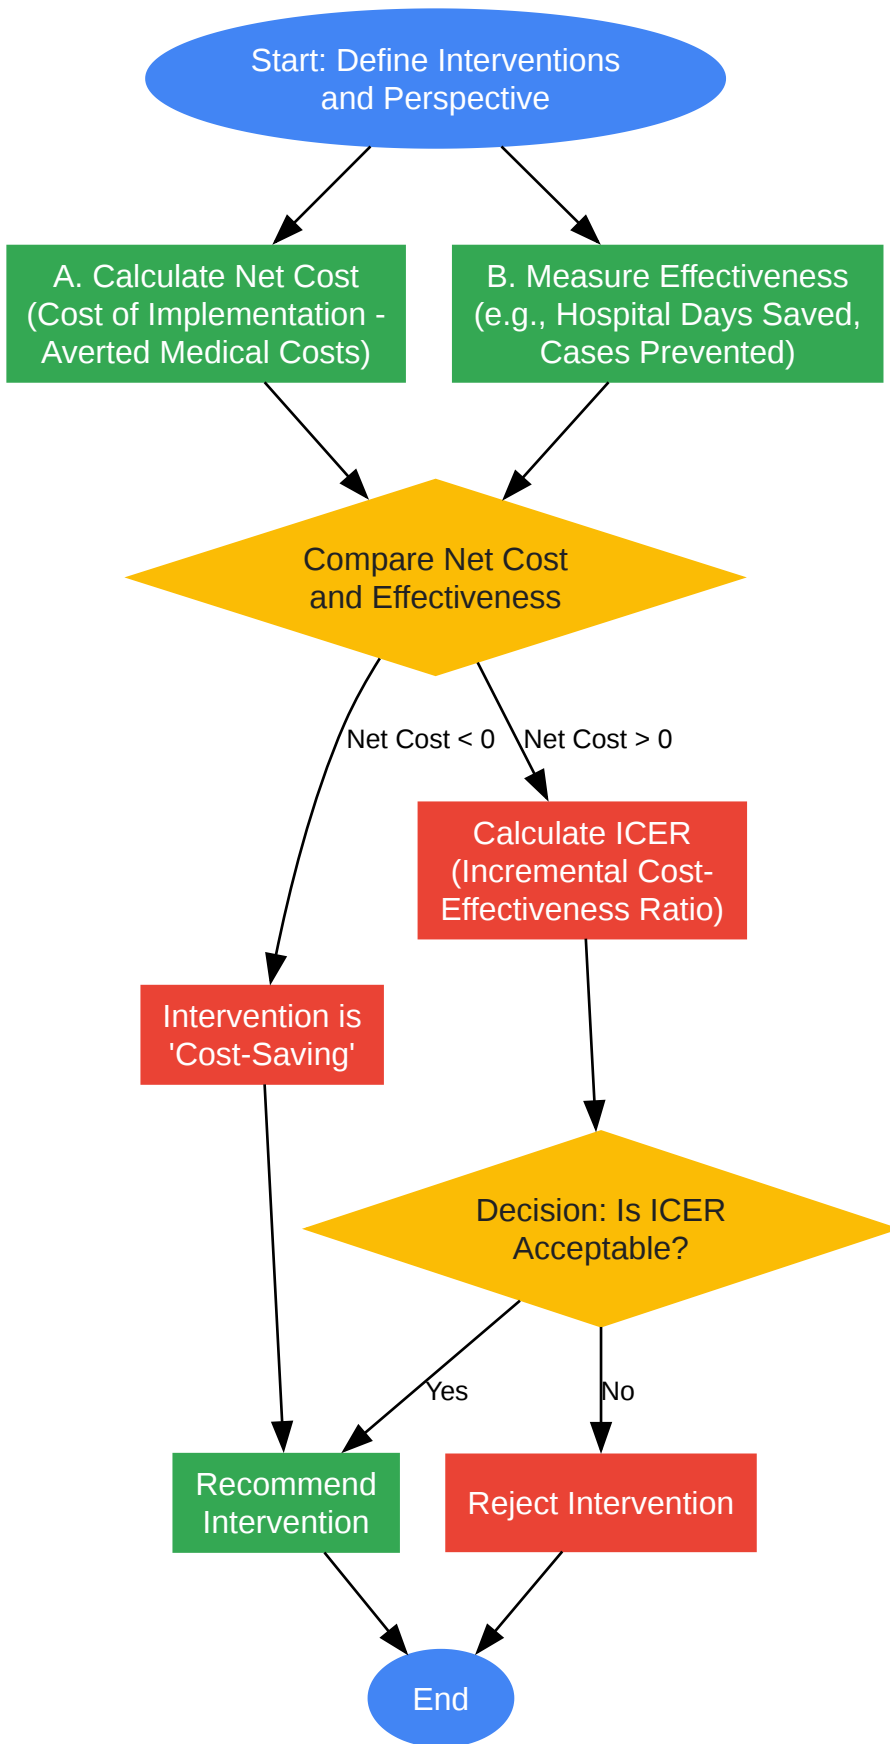 Start: Define Interventions
and Perspective
A. Calculate Net Cost
(Cost of Implementation -
Averted Medical Costs)
B. Measure Effectiveness
(e.g., Hospital Days Saved,
Cases Prevented)
Compare Net Cost
and Effectiveness
Net Cost < 0
Net Cost > 0
Calculate ICER
(Incremental Cost-
Effectiveness Ratio)
Intervention is
'Cost-Saving'
Decision: Is ICER
Acceptable?
Yes
No
Recommend
Intervention
Reject Intervention
End